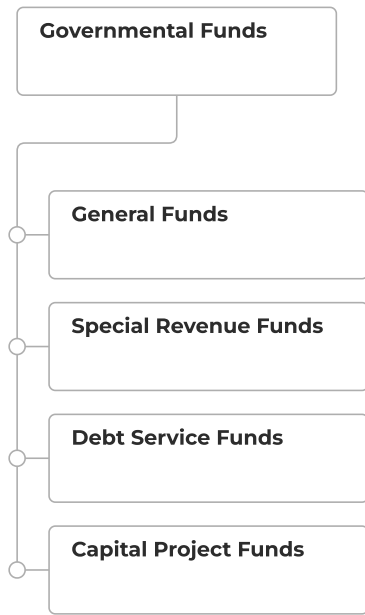 Governmental Funds
General Funds
Special Revenue Funds
Debt Service Funds
Capital Project Funds